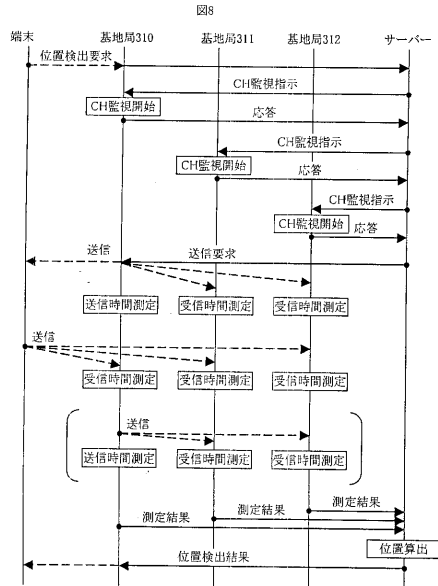 図8
端末 基地局310 基地局311 基地局312 サーバー
位置検出要求
CH監視指示
CH監視開始
応答
CH監視指示
CH監視開始
応答
CH監視指示
CH監視開始
応答
送信 送信要求
送信時間測定 受信時間測定 受信時間測定
送信
受信時間測定 受信時間測定 受信時間測定
送信
送信時間測定 受信時間測定 受信時間測定
測定結果
測定結果
測定結果
位置算出
位置検出結果